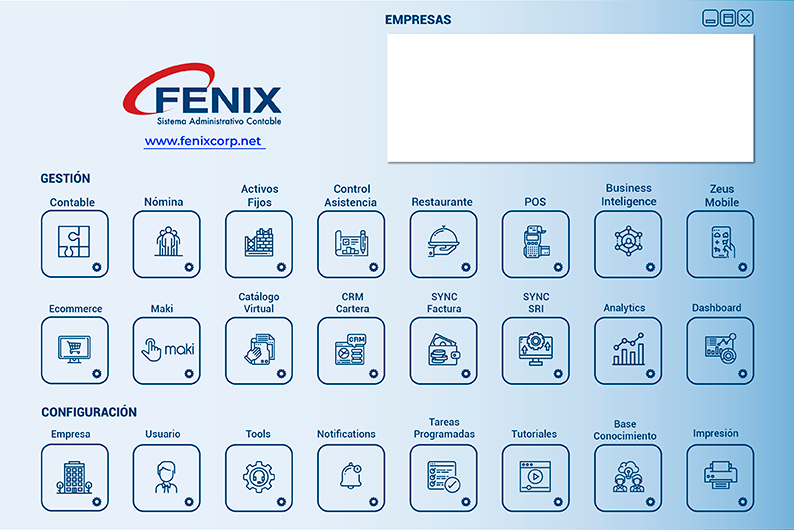 EMPRESAS
FENIX
Sistema Administrativo Contable
www.fenixcorp.net
GESTIÓN
Contable
Nómina
Activos
Fijos
Control
Asistencia
Restaurante
POS
Business
Inteligence
Zeus
Mobile
Ecommerce
Maki
maki
Catálogo
Virtual
CRM
Cartera
CRM
SYNC
Factura
SYNC
SRI
Analytics
Dashboard
CONFIGURACIÓN
Empresa
Usuario
Tools
Notifications
Tareas
Programadas
Tutoriales
Base
Conocimiento
Impresión